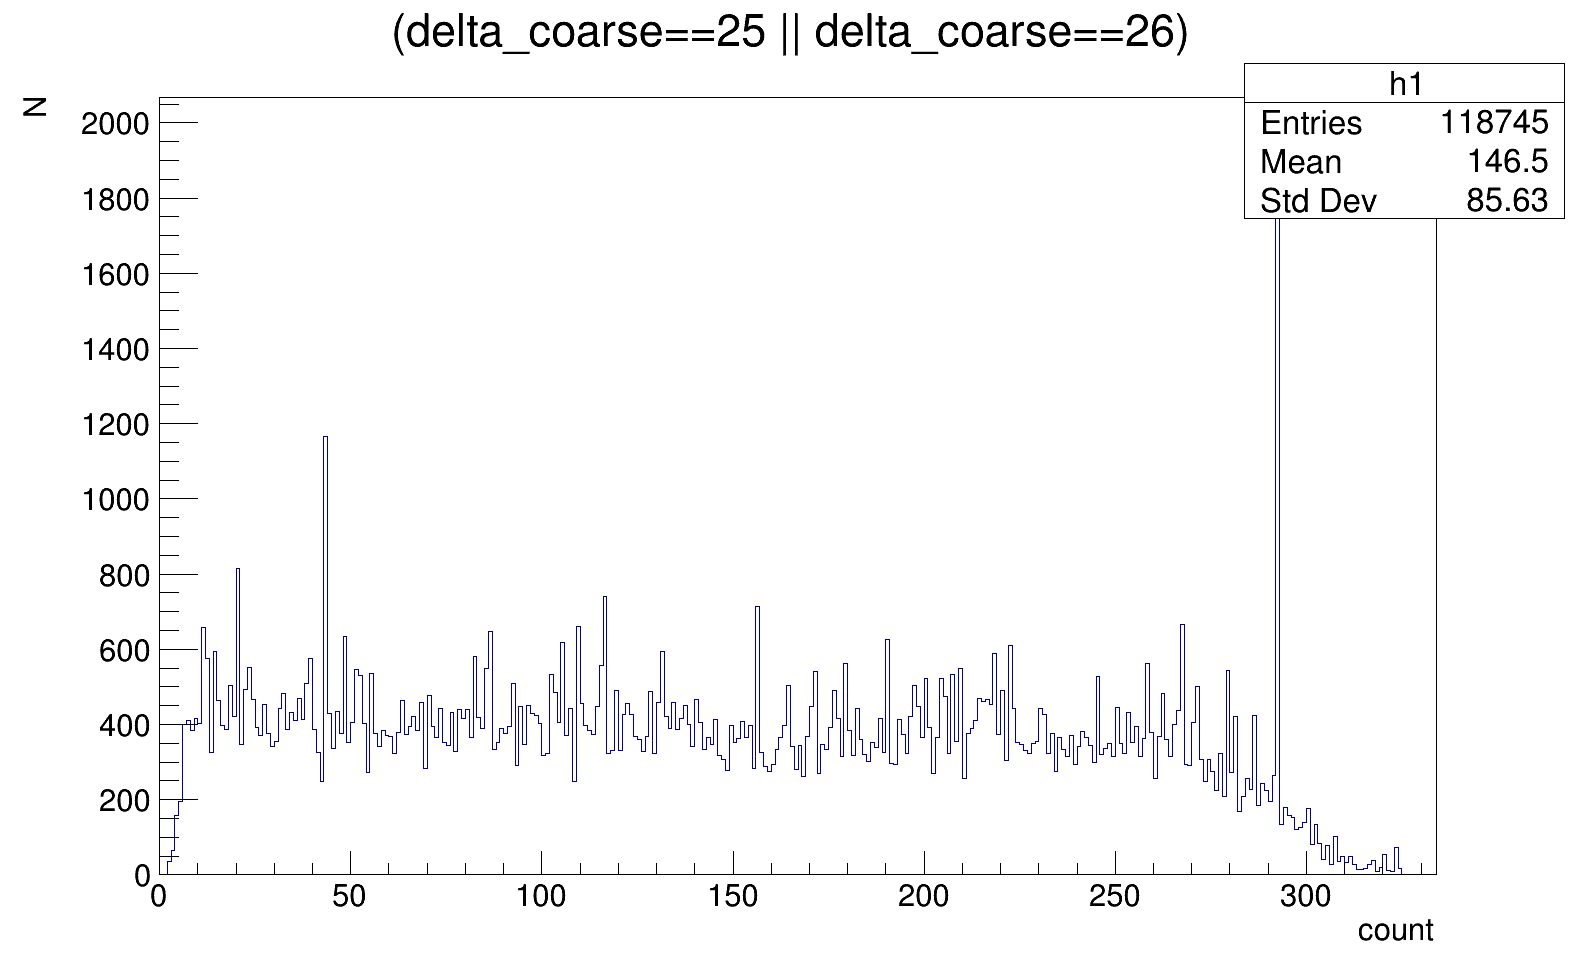 (delta_coarse==25 || delta_coarse==26)
N
h1
Entries 118745
Mean 146.5
Std Dev 85.63
2000
1800
1600
1400
1200
1000
800
600
400
200
0
0 50 100 150 200 250 300
count